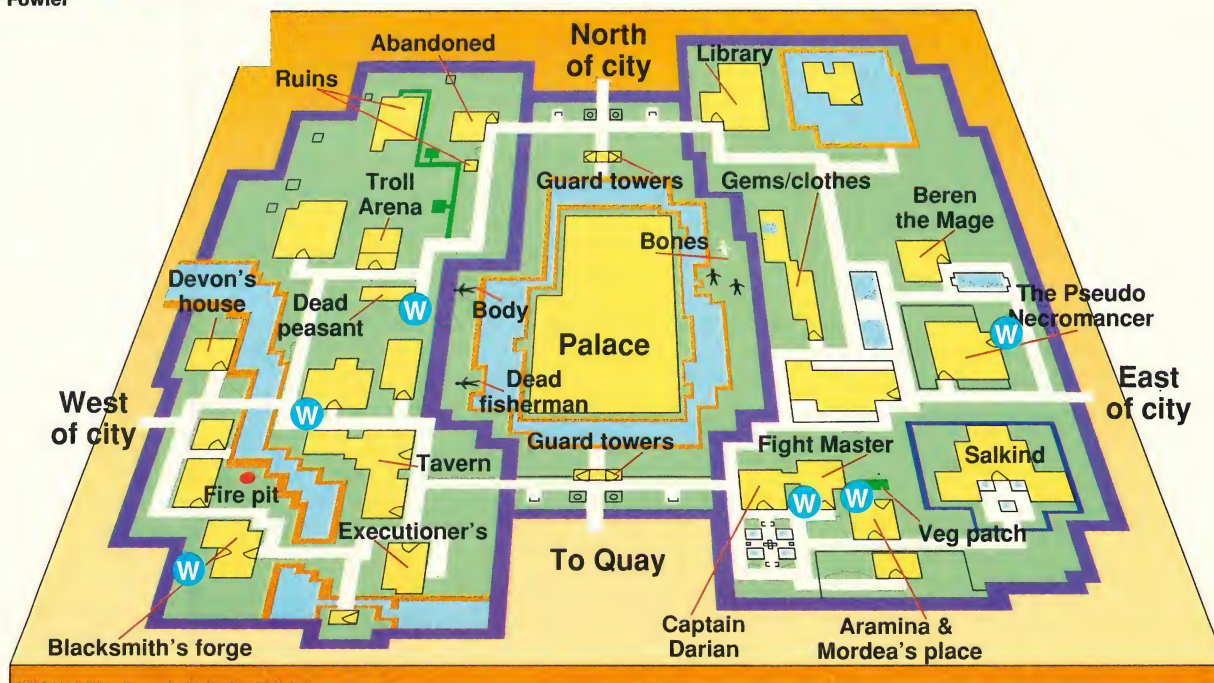 Fowler
Abandoned
North
of city
Library
Ruins
Troll
Arena
Guard towers
Gems/clothes
Beren
the Mage
Bones
Devon's
house
Dead
peasant
W
Body
The Pseudo
Necromancer
W
Palace
Dead
fisherman
West
of city
W
East
of city
Guard towers
Fight Master
Tavern
Salkind
Fire pit
W
W
Executioner's
Veg patch
W
To Quay
Blacksmith's forge
Captain
Darian
Aramina &
Mordea's place